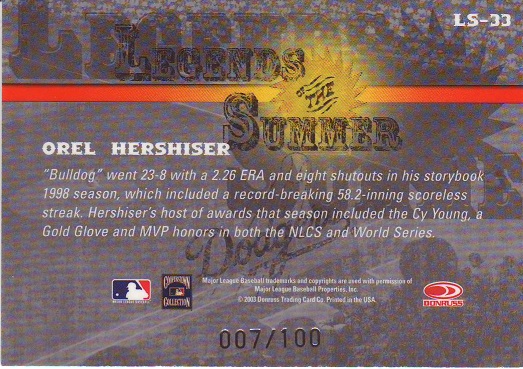 LS-33
LEGENDS
OF
THE
SUMMER
OREL HERSHISER
"Bulldog" went 23-8 with a 2.26 ERA and eight shutouts in his storybook
1998 season, which included a record-breaking 58.2-inning scoreless
streak. Hershiser's host of awards that season included the Cy Young, a
Gold Glove and MVP honors in both the NLCS and World Series.
Dodgers
COOPERSTOWN
COLLECTION
Major League Baseball trademarks and copyrights are used with permission of
Major League Baseball Properties, Inc.
© 2003 Donruss Trading Card Co. Printed in the USA.
DONRUSS
007/100